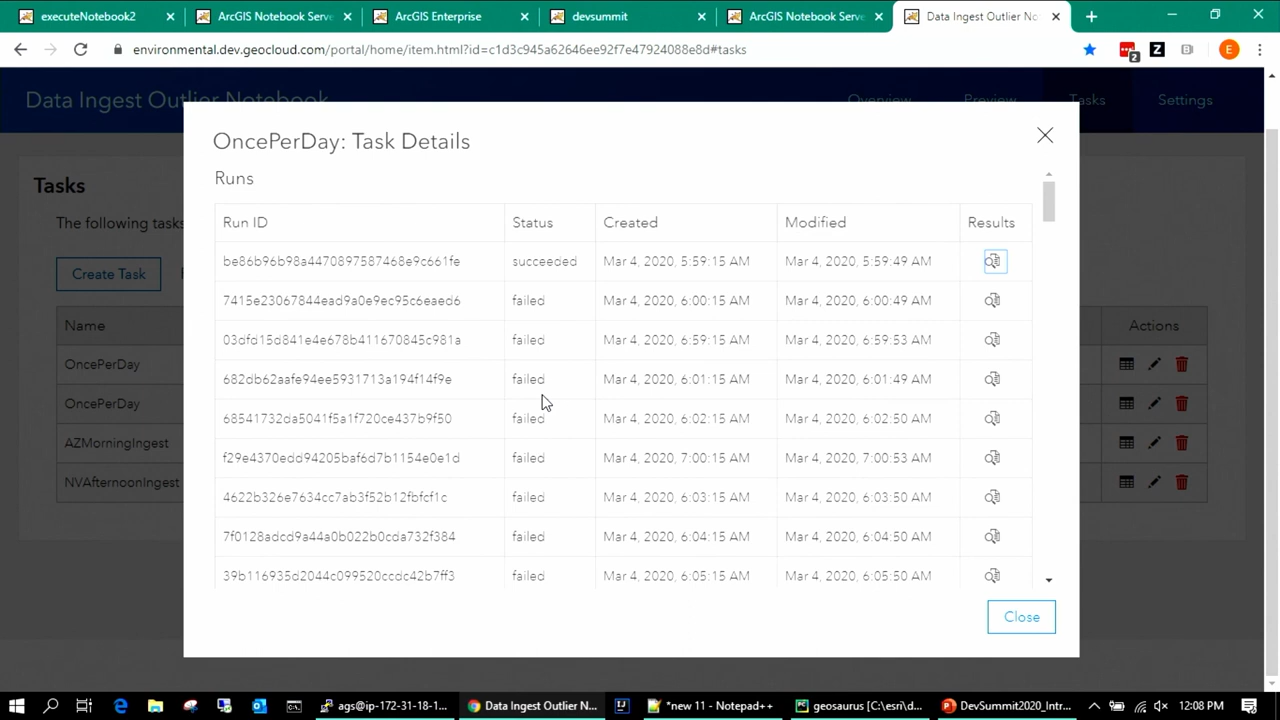 executeNotebook2
ArcGIS Notebook Serve
ArcGIS Enterprise
devsummit
ArcGIS Notebook Serve
Data Ingest Outlier No
environmental.dev.geocloud.com/portal/home/item.html?id=c1d3c945a62646ee92f7e47924088e8d#tasks
2
Z
E
Data Ingest Outlier Notebook
Overview
Preview
Tasks
Settings
OncePerDay: Task Details
Tasks
Runs
The following tasks
Run ID Status Created Modified Results
be86b96b98a4470897587468e9c661fe succeeded Mar 4, 2020, 5:59:15 AM Mar 4, 2020, 5:59:49 AM
Create Task
7415e23067844ead9a0e9ec95c6eaed6 failed Mar 4, 2020, 6:00:15 AM Mar 4, 2020, 6:00:49 AM
Name
Actions
03dfd15d841e4e678b411670845c981a failed Mar 4, 2020, 6:59:15 AM Mar 4, 2020, 6:59:53 AM
OncePerDay
682db62aafe94ee5931713a194f14f9e failed Mar 4, 2020, 6:01:15 AM Mar 4, 2020, 6:01:49 AM
OncePerDay
68541732da5041f5a1f720ce437b9f50 failed Mar 4, 2020, 6:02:15 AM Mar 4, 2020, 6:02:50 AM
AZMorningIngest
f29e4370edd94205baf6d7b1154e0e1d failed Mar 4, 2020, 7:00:15 AM Mar 4, 2020, 7:00:53 AM
NVAfternoonIngest
4622b326e7634cc7ab3f52b12fbfcf1c failed Mar 4, 2020, 6:03:15 AM Mar 4, 2020, 6:03:50 AM
7f0128adcd9a44a0b022b0cda732f384 failed Mar 4, 2020, 6:04:15 AM Mar 4, 2020, 6:04:50 AM
39b116935d2044c099520ccdc42b7ff3 failed Mar 4, 2020, 6:05:15 AM Mar 4, 2020, 6:05:50 AM
Close
ags@ip-172-31-18-1...
Data Ingest Outlier N...
*new 11 - Notepad++
geosaurus [C:\esri\d...
DevSummit2020_Intr...
12:08 PM